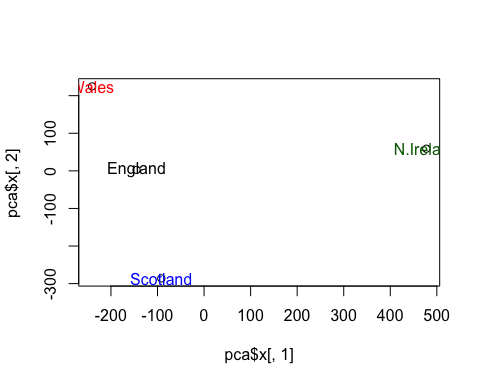 Wales
England
Scotland
N.Irela
pca$x[, 2]
100
0
-100
-300
-200
-100
0
100
200
300
400
500
pca$x[, 1]